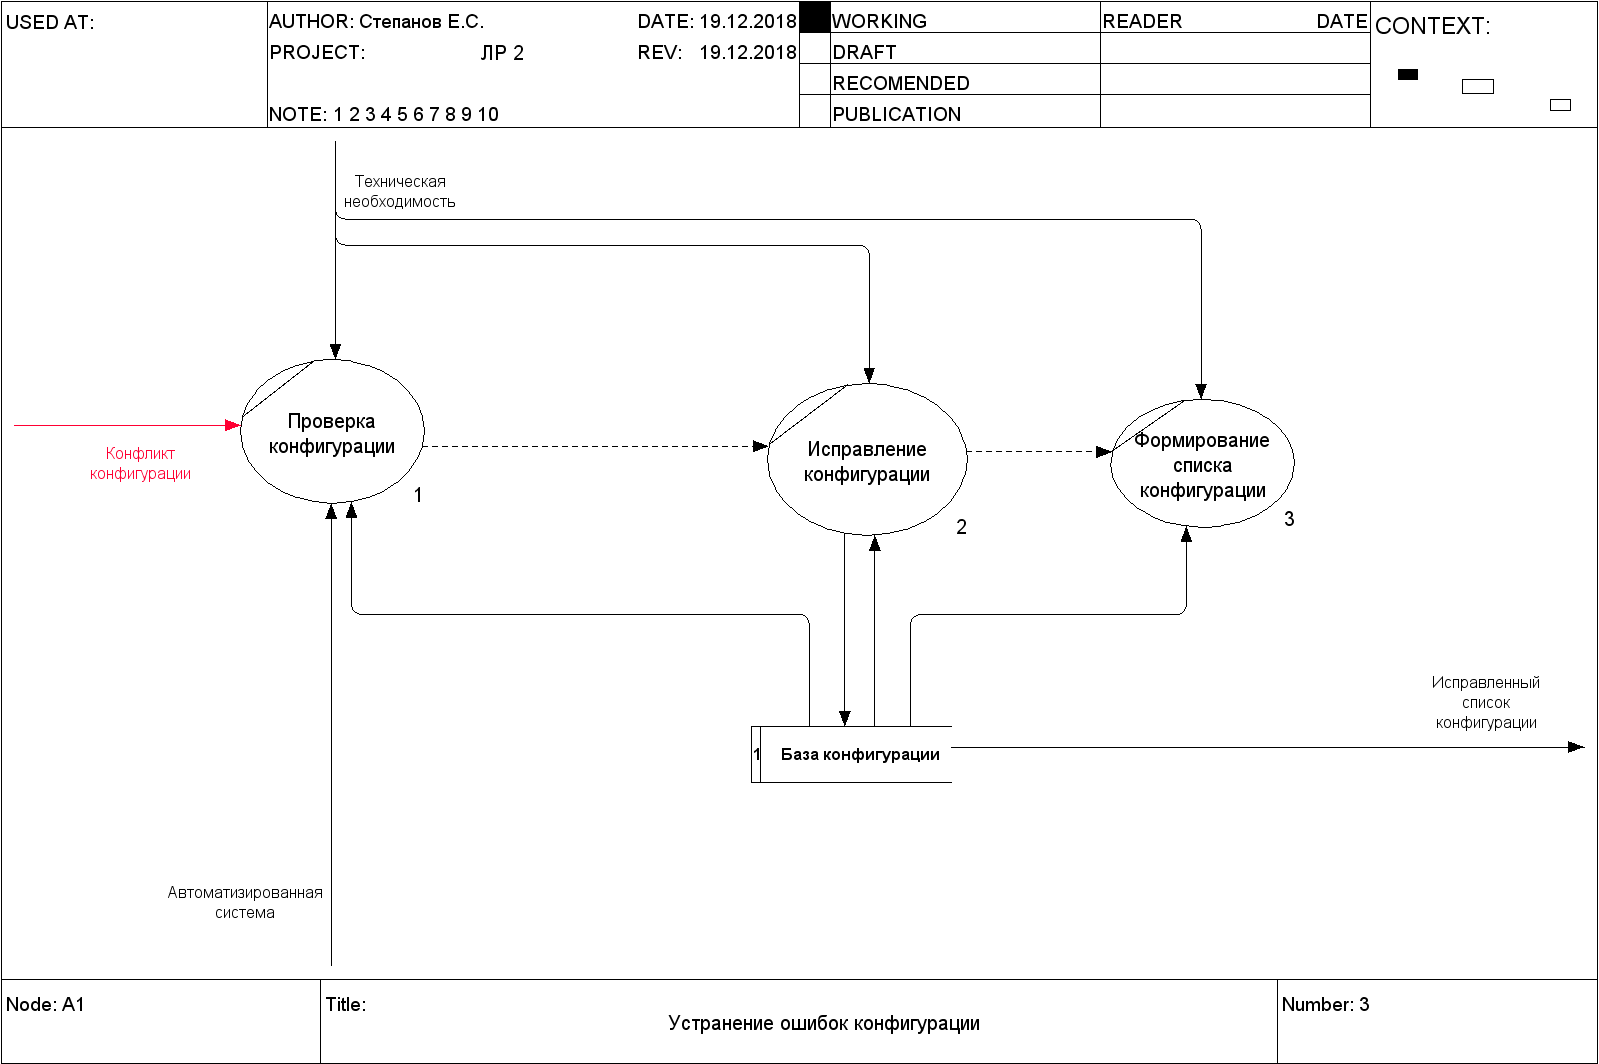 USED AT:
AUTHOR: Степанов Е.С.
DATE: 19.12.2018
PROJECT: ЛР 2
REV: 19.12.2018
NOTE: 1 2 3 4 5 6 7 8 9 10
WORKING
DRAFT
RECOMENDED
PUBLICATION
READER DATE
CONTEXT:
Техническая
необходимость
Конфликт
конфигурации
Проверка
конфигурации
1
Исправление
конфигурации
2
Формирование
списка
конфигурации
3
1 База конфигурации
Исправленный
список
конфигурации
Автоматизированная
система
Node: A1
Title:
Устранение ошибок конфигурации
Number: 3